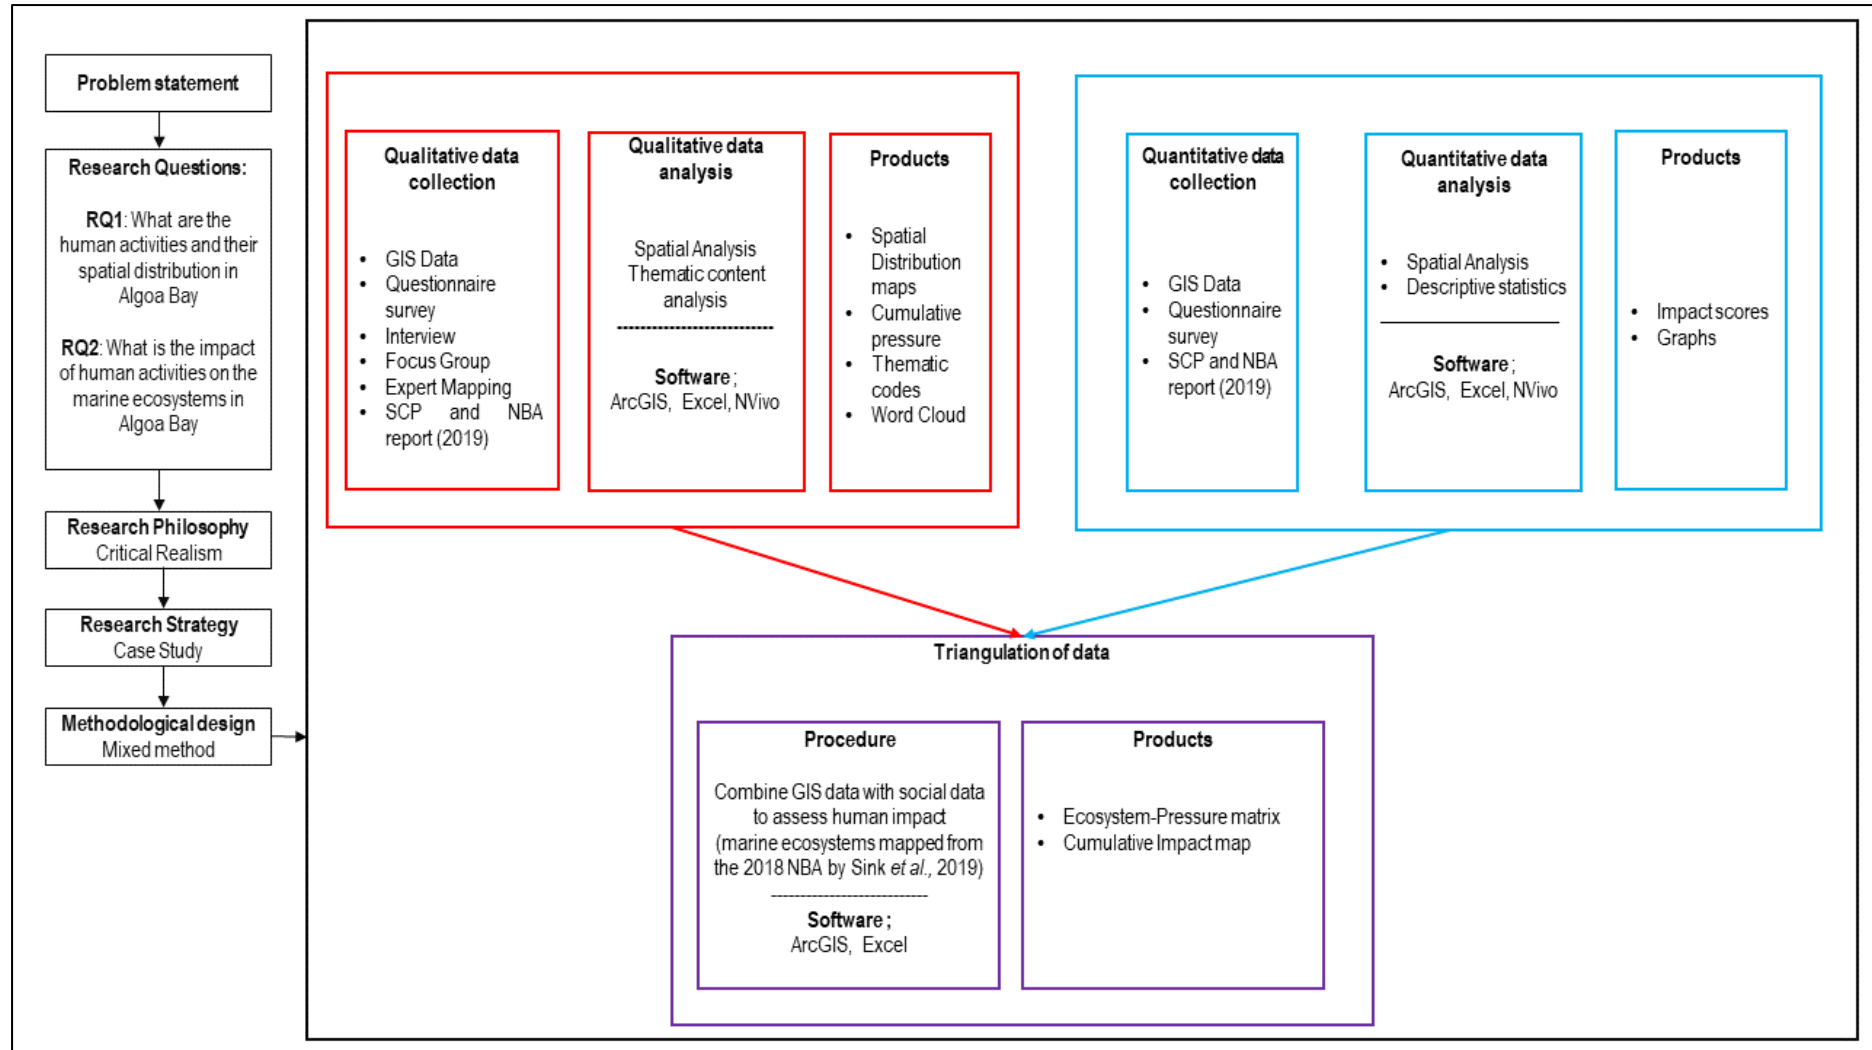 Problem statement
Research Questions:
RQ1: What are the
human activities and their
spatial distribution in
Algoa Bay
RQ2: What is the impact
of human activities on the
marine ecosystems in
Algoa Bay
Research Philosophy
Critical Realism
Research Strategy
Case Study
Methodological design
Mixed method
Qualitative data
collection
• GIS Data
• Questionnaire
survey
• Interview
• Focus Group
• Expert Mapping
• SCP and NBA
report (2019)
Qualitative data
analysis
Spatial Analysis
Thematic content
analysis
Software ;
ArcGIS, Excel, NVivo
Products
• Spatial
Distribution
maps
• Cumulative
pressure
• Thematic
codes
• Word Cloud
Quantitative data
collection
• GIS Data
• Questionnaire
survey
• SCP and NBA
report (2019)
Quantitative data
analysis
• Spatial Analysis
• Descriptive statistics
Software ;
ArcGIS, Excel, NVivo
Products
• Impact scores
• Graphs
Triangulation of data
Procedure
Combine GIS data with social data
to assess human impact
(marine ecosystems mapped from
the 2018 NBA by Sink et al., 2019)
Software ;
ArcGIS, Excel
Products
• Ecosystem-Pressure matrix
• Cumulative Impact map